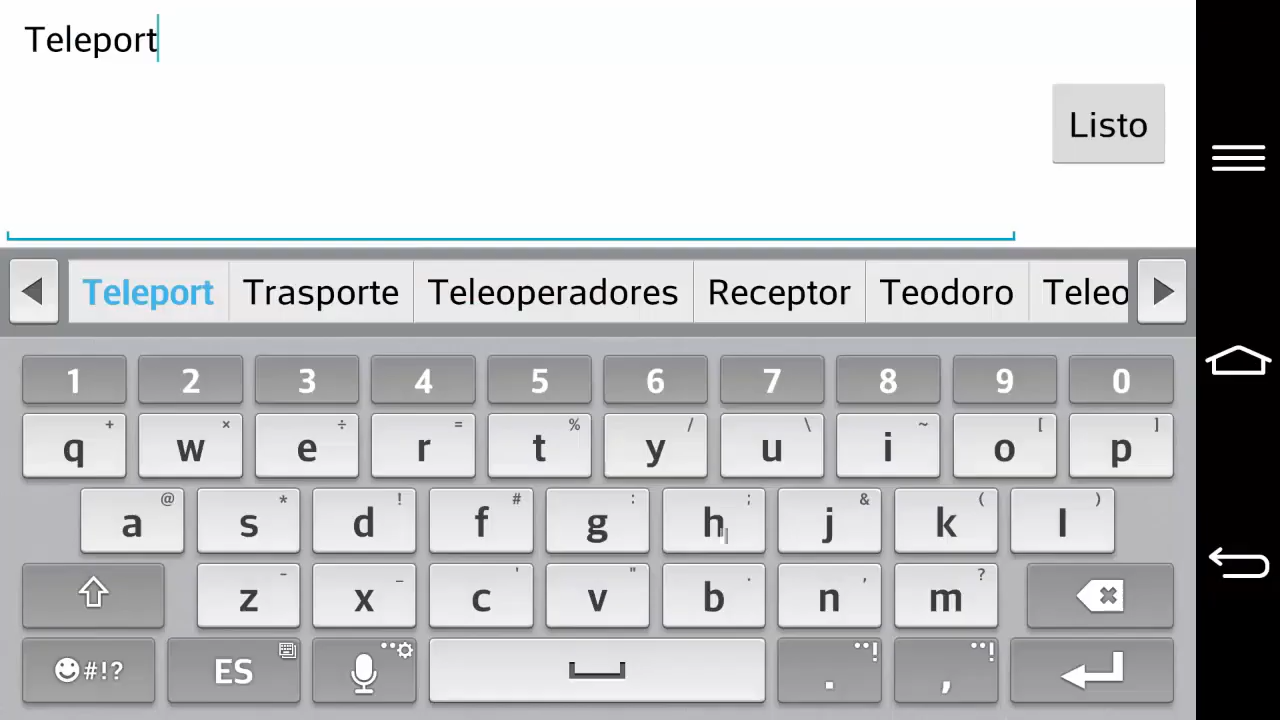 Teleport
Listo
Teleport Trasporte Teleoperadores Receptor Teodoro Teleo
1 2 3 4 5 6 7 8 9 0
q + w × e ÷ r = t % y / u \ i ~ o [ p ]
a @ s * d ! f # g : h ; j & k ( l )
z - x _ c ' v " b . n , m ?
#!? ES . ! , !